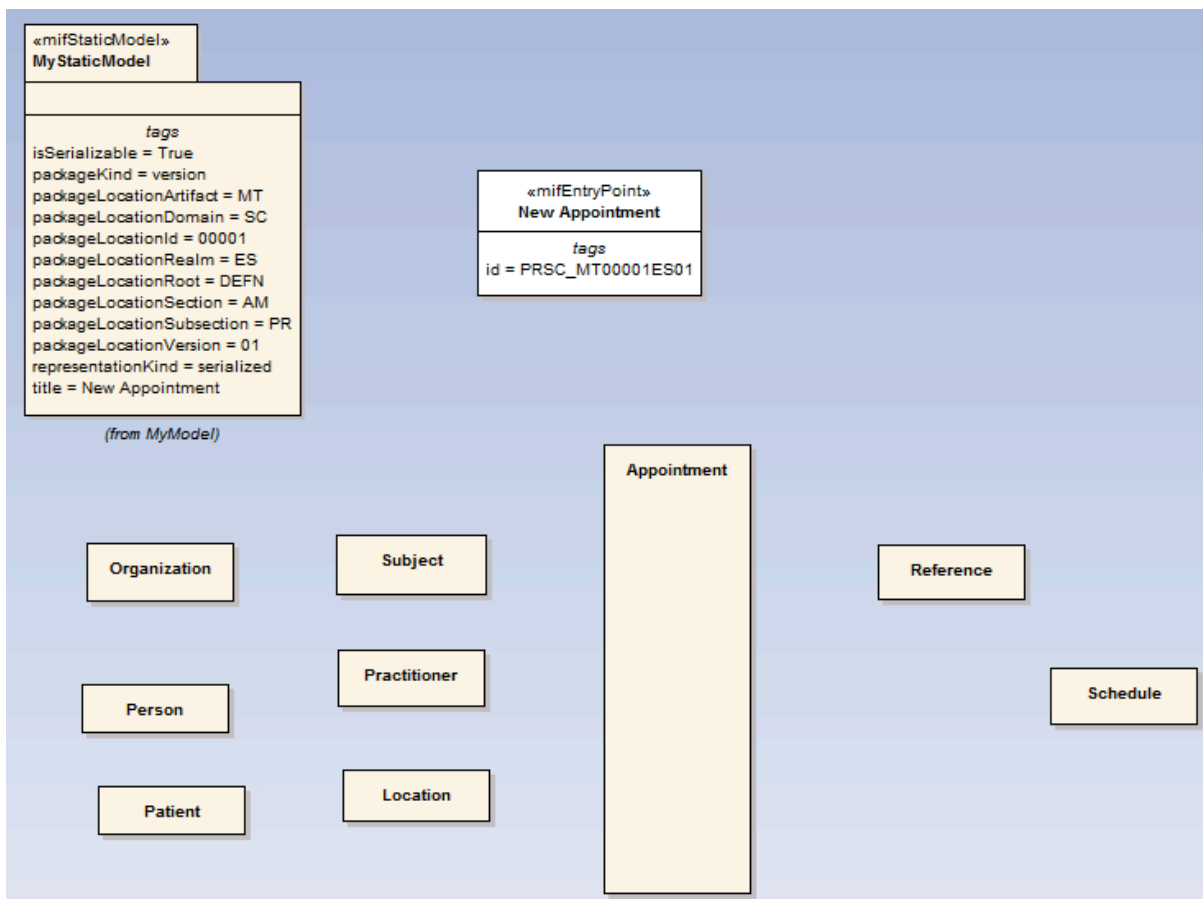 «mifStaticModel»
MyStaticModel
tags
isSerializable = True
packageKind = version
packageLocationArtifact = MT
packageLocationDomain = SC
packageLocationId = 00001
packageLocationRealm = ES
packageLocationRoot = DEFN
packageLocationSection = AM
packageLocationSubsection = PR
packageLocationVersion = 01
representationKind = serialized
title = New Appointment
(from MyModel)
«mifEntryPoint»
New Appointment
tags
id = PRSC_MT00001ES01
Appointment
Organization
Subject
Reference
Person
Practitioner
Schedule
Patient
Location